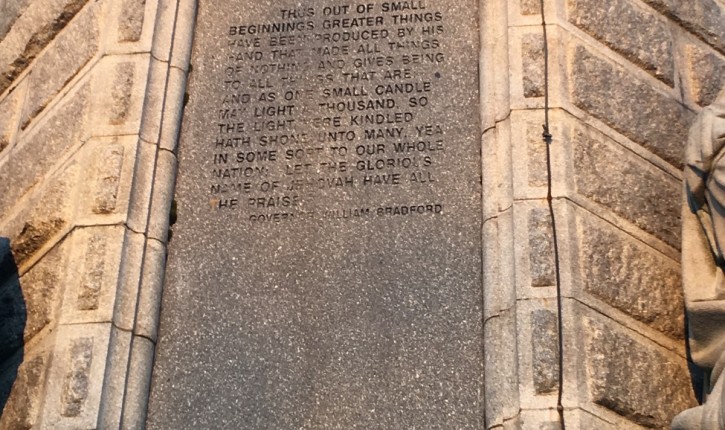 THUS OUT OF SMALL
BEGINNINGS GREATER THINGS
HAVE BEEN PRODUCED BY HIS
HAND THAT MADE ALL THINGS
OF NOTHING AND GIVES BEING
TO ALL THINGS THAT ARE
AND AS ONE SMALL CANDLE
MAY LIGHT A THOUSAND, SO
THE LIGHT HERE KINDLED
HATH SHONE UNTO MANY, YEA
IN SOME SORT TO OUR WHOLE
NATION; LET THE GLORIOUS
NAME OF JEHOVAH HAVE ALL
THE PRAISE.
GOVERNOR WILLIAM BRADFORD